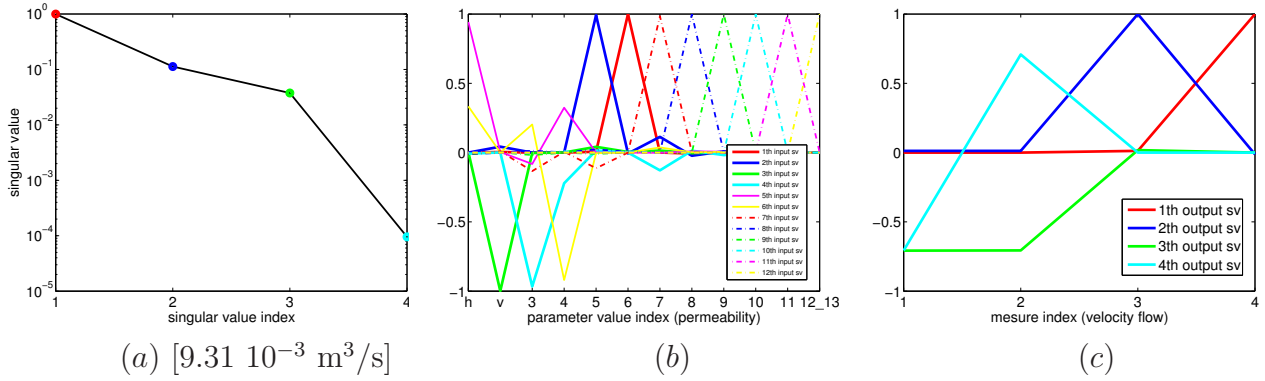 10^0
10^-1
10^-2
10^-3
10^-4
10^-5
singular value
1 2 3 4
singular value index
(a) [9.31 10^-3 m^3/s]
1
0.5
0
−0.5
−1
h v 3 4 5 6 7 8 9 10 11 12_13
parameter value index (permeability)
1th input sv
2th input sv
3th input sv
4th input sv
5th input sv
6th input sv
7th input sv
8th input sv
9th input sv
10th input sv
11th input sv
12th input sv
(b)
1
0.5
0
−0.5
−1
1 2 3 4
mesure index (velocity flow)
1th output sv
2th output sv
3th output sv
4th output sv
(c)